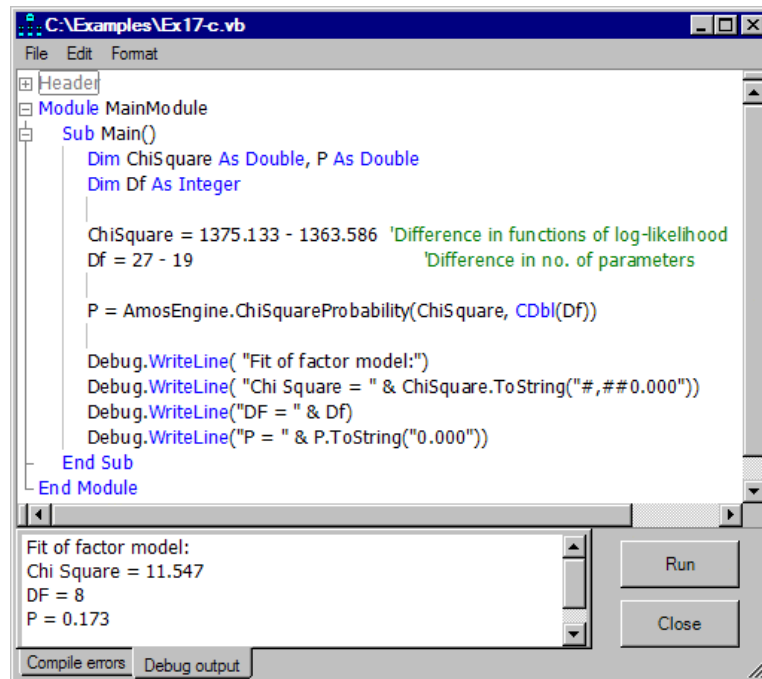 C:\Examples\Ex17-c.vb
File Edit Format
Header
Module MainModule
Sub Main()
Dim ChiSquare As Double, P As Double
Dim Df As Integer
ChiSquare = 1375.133 - 1363.586 'Difference in functions of log-likelihood
Df = 27 - 19 'Difference in no. of parameters
P = AmosEngine.ChiSquareProbability(ChiSquare, CDbl(Df))
Debug.WriteLine( "Fit of factor model:")
Debug.WriteLine( "Chi Square = " & ChiSquare.ToString("#,##0.000"))
Debug.WriteLine("DF = " & Df)
Debug.WriteLine("P = " & P.ToString("0.000"))
End Sub
End Module
Fit of factor model:
Chi Square = 11.547
DF = 8
P = 0.173
Run
Close
Compile errors Debug output